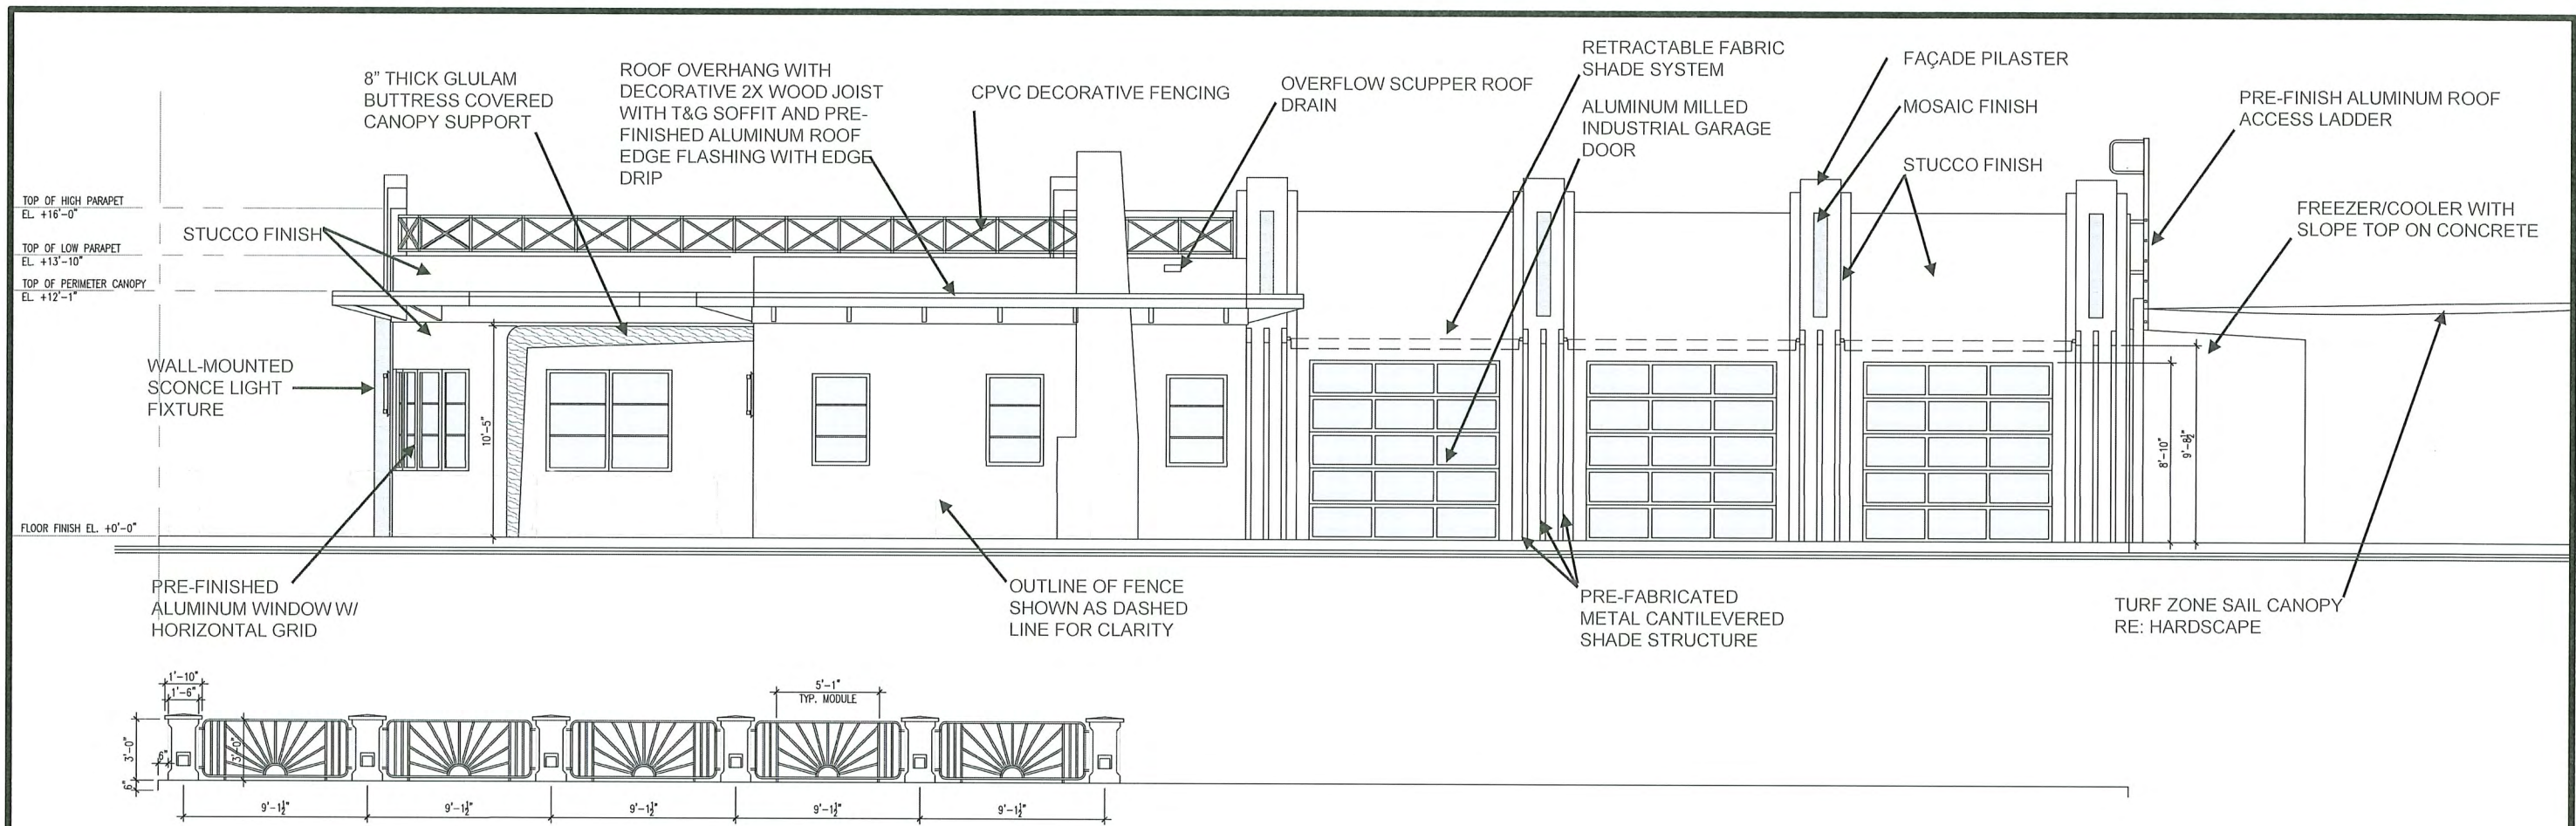 8" THICK GLULAM
BUTTRESS COVERED
CANOPY SUPPORT
ROOF OVERHANG WITH
DECORATIVE 2X WOOD JOIST
WITH T&G SOFFIT AND PRE-
FINISHED ALUMINUM ROOF
EDGE FLASHING WITH EDGE
DRIP
CPVC DECORATIVE FENCING
OVERFLOW SCUPPER ROOF
DRAIN
RETRACTABLE FABRIC
SHADE SYSTEM
ALUMINUM MILLED
INDUSTRIAL GARAGE
DOOR
FAÇADE PILASTER
MOSAIC FINISH
STUCCO FINISH
PRE-FINISH ALUMINUM ROOF
ACCESS LADDER
FREEZER/COOLER WITH
SLOPE TOP ON CONCRETE
TOP OF HIGH PARAPET
EL. +16'-0"
STUCCO FINISH
TOP OF LOW PARAPET
EL. +13'-10"
TOP OF PERIMETER CANOPY
EL. +12'-1"
WALL-MOUNTED
SCONCE LIGHT
FIXTURE
10'-5"
8'-10"
9'-8½"
FLOOR FINISH EL. +0'-0"
PRE-FINISHED
ALUMINUM WINDOW W/
HORIZONTAL GRID
OUTLINE OF FENCE
SHOWN AS DASHED
LINE FOR CLARITY
PRE-FABRICATED
METAL CANTILEVERED
SHADE STRUCTURE
TURF ZONE SAIL CANOPY
RE: HARDSCAPE
1'-10"
1'-6"
5'-1"
TYP. MODULE
3'-0"
6"
3'-0"
6"
9'-1½"
9'-1½"
9'-1½"
9'-1½"
9'-1½"